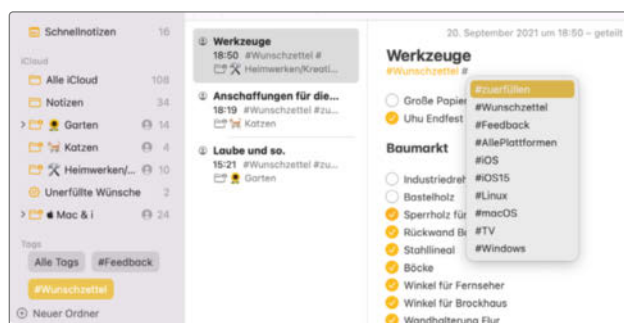 Schnellnotizen 16
iCloud
Alle iCloud 108
Notizen 34
Garten 14
Katzen 4
Heimwerken/... 10
Unerfüllte Wünsche 2
Mac & i 24
Tags
Alle Tags #Feedback
#Wunschzettel
Neuer Ordner
Werkzeuge
18:50 #Wunschzettel #
Heimwerken/Kreati...
Anschaffungen für die...
18:19 #Wunschzettel #zu...
Katzen
Laube und so.
15:21 #Wunschzettel #zu...
Garten
20. September 2021 um 18:50 – geteilt
Werkzeuge
#Wunschzettel #
#zuerfüllen
#Wunschzettel
#Feedback
#AllePlattformen
#iOS
#iOS15
#Linux
#macOS
#TV
#Windows
Große Papier
Uhu Endfest
Baumarkt
Industriedreh
Bastelholz
Sperrholz für
Rückwand Be
Stahllineal
Böcke
Winkel für Fernseher
Winkel für Brockhaus
Wandhalterung Flur